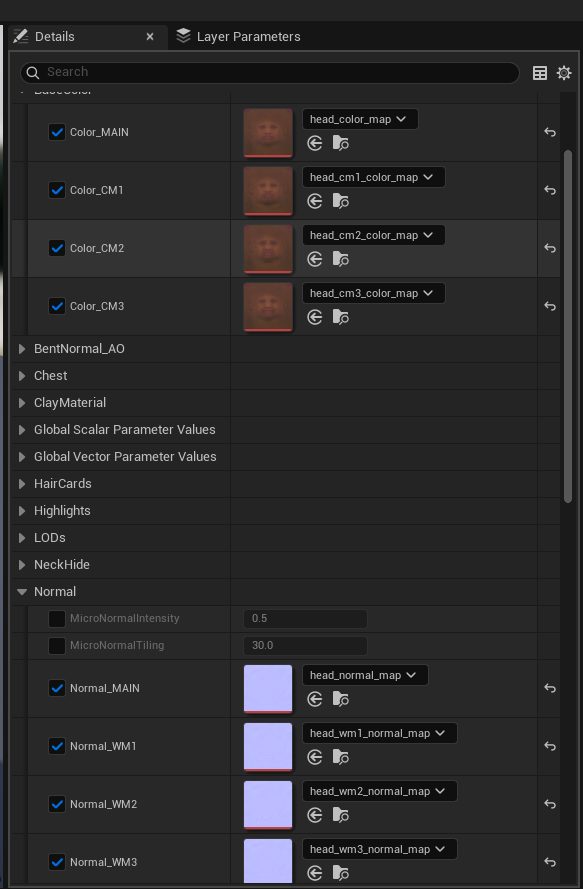 Details
Layer Parameters
Search
BaseColor
Color_MAIN
head_color_map
Color_CM1
head_cm1_color_map
Color_CM2
head_cm2_color_map
Color_CM3
head_cm3_color_map
BentNormal_AO
Chest
ClayMaterial
Global Scalar Parameter Values
Global Vector Parameter Values
HairCards
Highlights
LODs
NeckHide
Normal
MicroNormalIntensity
0.5
MicroNormalTiling
30.0
Normal_MAIN
head_normal_map
Normal_WM1
head_wm1_normal_map
Normal_WM2
head_wm2_normal_map
Normal_WM3
head_wm3_normal_map